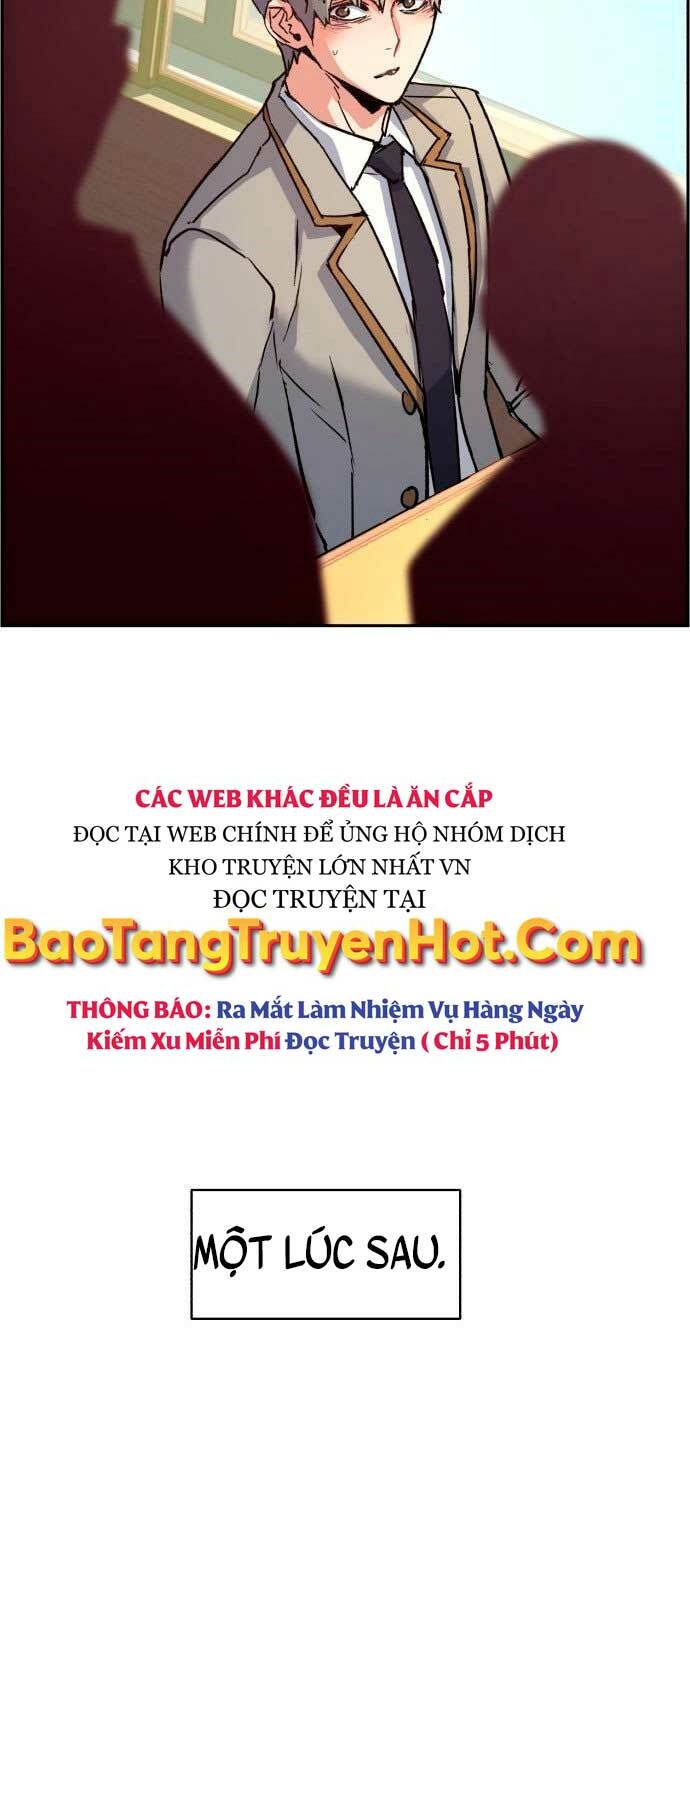 CÁC WEB KHÁC ĐỀU LÀ ĂN CẮP
ĐỌC TẠI WEB CHÍNH ĐỂ ỦNG HỘ NHÓM DỊCH
KHO TRUYỆN LỚN NHẤT VN
ĐỌC TRUYỆN TẠI
BaoTangTruyenHot.Com
THÔNG BÁO: Ra Mắt Làm Nhiệm Vụ Hàng Ngày
Kiếm Xu Miễn Phí Đọc Truyện ( Chỉ 5 Phút)
MỘT LÚC SAU.